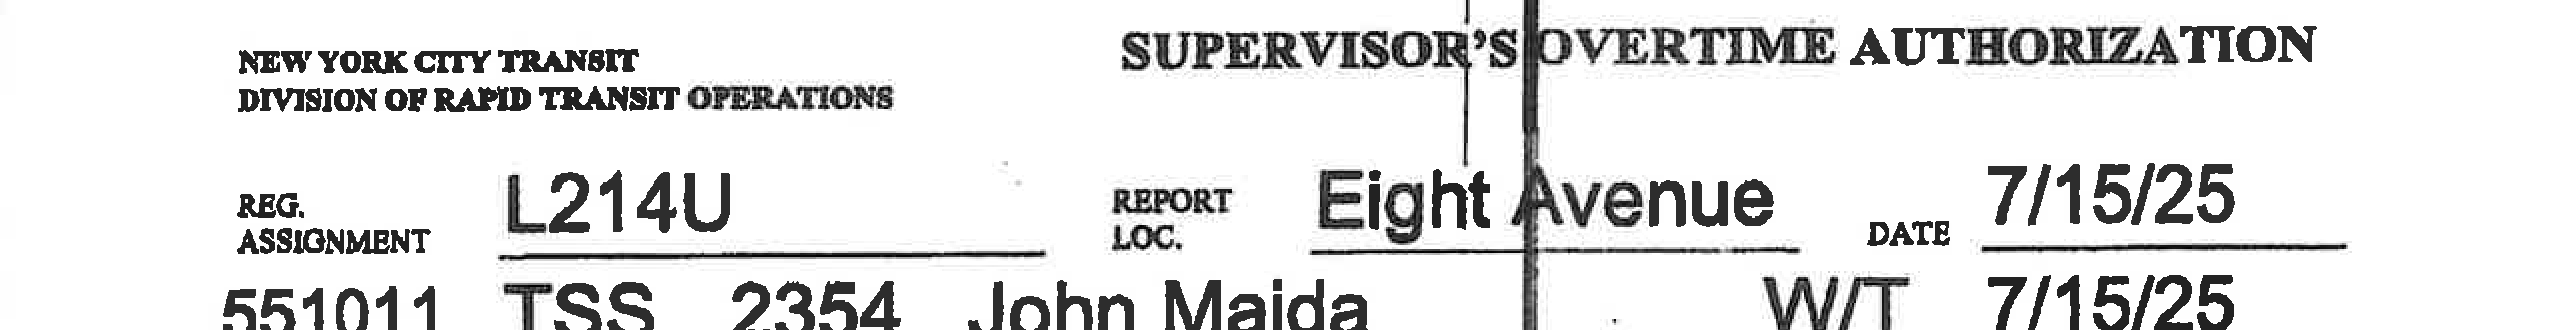 NEW YORK CITY TRANSIT
DIVISION OF RAPID TRANSIT OPERATIONS
SUPERVISOR'S OVERTIME AUTHORIZATION
REG. ASSIGNMENT L214U REPORT LOC. Eight Avenue DATE 7/15/25
551011 TSS 2354 John Maida W/T 7/15/25